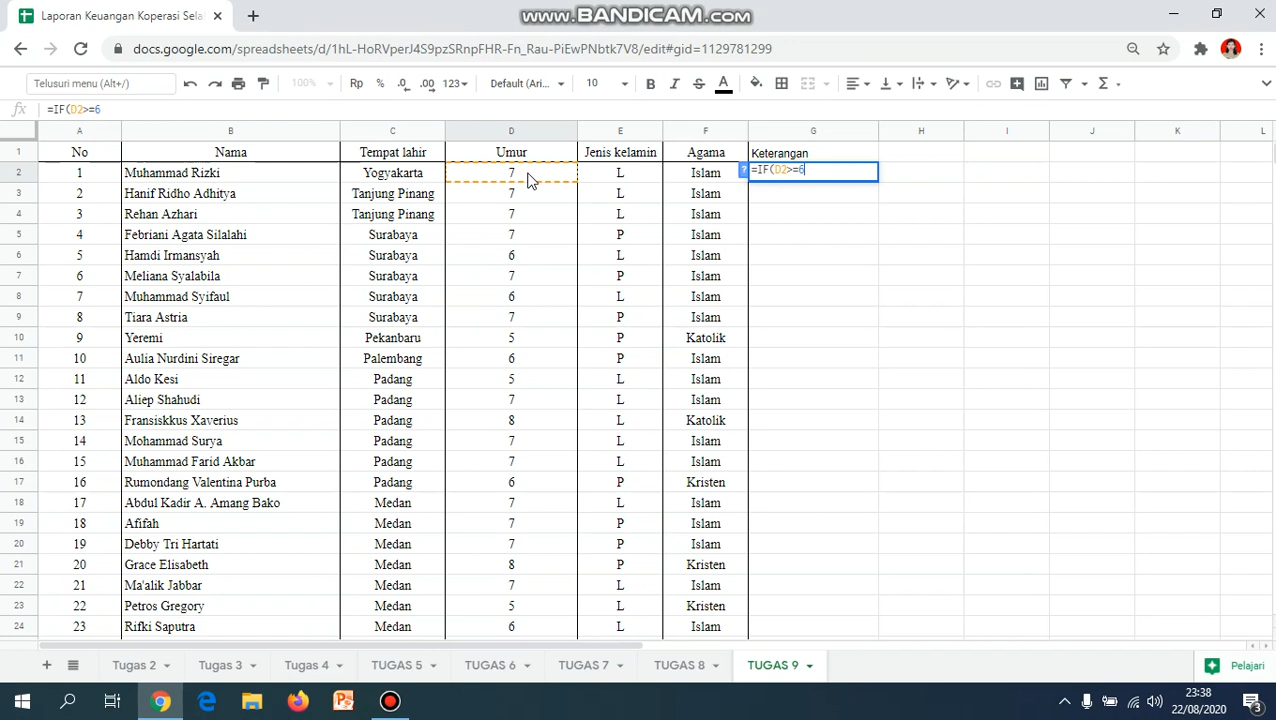 www.BANDICAM.com
Laporan Keuangan Koperasi Sela
docs.google.com/spreadsheets/d/1hL-HoRVperJ4S9pzSRnpFHR-Fn_Rau-PiEwPNbtk7V8/edit#gid=1129781299
Telusuri menu (Alt+/) 100% Rp % .0 .00 123 Default (Ari... 10 B I S A
fx =IF(D2>=6
A B C D E F G H I J K L
1 No Nama Tempat lahir Umur Jenis kelamin Agama Keterangan
2 1 Muhammad Rizki Yogyakarta 7 L Islam ? =IF(D2>=6
3 2 Hanif Ridho Adhitya Tanjung Pinang 7 L Islam
4 3 Rehan Azhari Tanjung Pinang 7 L Islam
5 4 Febriani Agata Silalahi Surabaya 7 P Islam
6 5 Hamdi Irmansyah Surabaya 6 L Islam
7 6 Meliana Syalabila Surabaya 7 P Islam
8 7 Muhammad Syifaul Surabaya 6 L Islam
9 8 Tiara Astria Surabaya 7 P Islam
10 9 Yeremi Pekanbaru 5 P Katolik
11 10 Aulia Nurdini Siregar Palembang 6 P Islam
12 11 Aldo Kesi Padang 5 L Islam
13 12 Aliep Shahudi Padang 7 L Islam
14 13 Fransiskkus Xaverius Padang 8 L Katolik
15 14 Mohammad Surya Padang 7 L Islam
16 15 Muhammad Farid Akbar Padang 7 L Islam
17 16 Rumondang Valentina Purba Padang 6 P Kristen
18 17 Abdul Kadir A. Amang Bako Medan 7 L Islam
19 18 Afifah Medan 7 P Islam
20 19 Debby Tri Hartati Medan 7 P Islam
21 20 Grace Elisabeth Medan 8 P Kristen
22 21 Ma'alik Jabbar Medan 7 L Islam
23 22 Petros Gregory Medan 5 L Kristen
24 23 Rifki Saputra Medan 6 L Islam
Tugas 2 Tugas 3 Tugas 4 TUGAS 5 TUGAS 6 TUGAS 7 TUGAS 8 TUGAS 9 Pelajari
23:38
22/08/2020
3